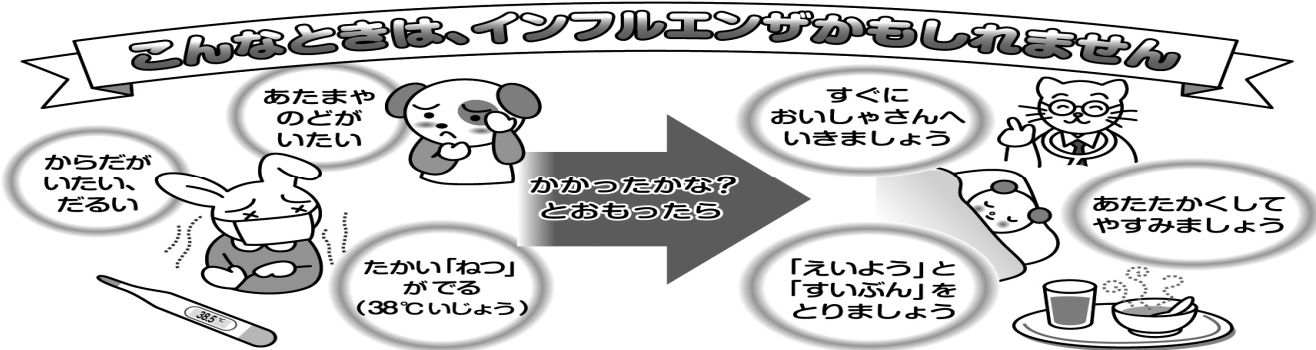 こんなときは、インフルエンザかもしれません
あたまや
のどが
いたい
からだが
いたい、
だるい
たかい「ねつ」
がでる
（38℃いじょう）
38.5℃
かかったかな？
とおもったら
すぐに
おいしゃさんへ
いきましょう
あたたかくして
やすみましょう
「えいよう」と
「すいぶん」を
とりましょう